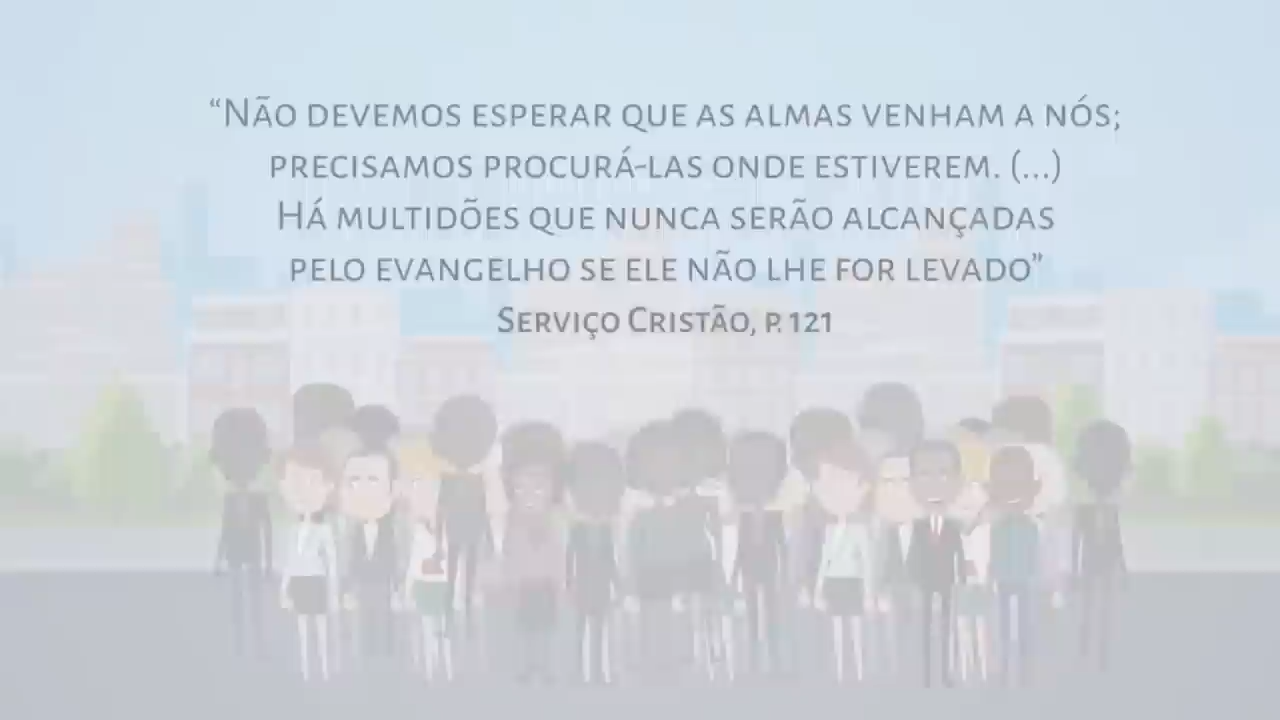 “Não devemos esperar que as almas venham a nós;
precisamos procurá-las onde estiverem. (...)
Há multidões que nunca serão alcançadas
pelo evangelho se ele não lhe for levado”
Serviço Cristão, p. 121